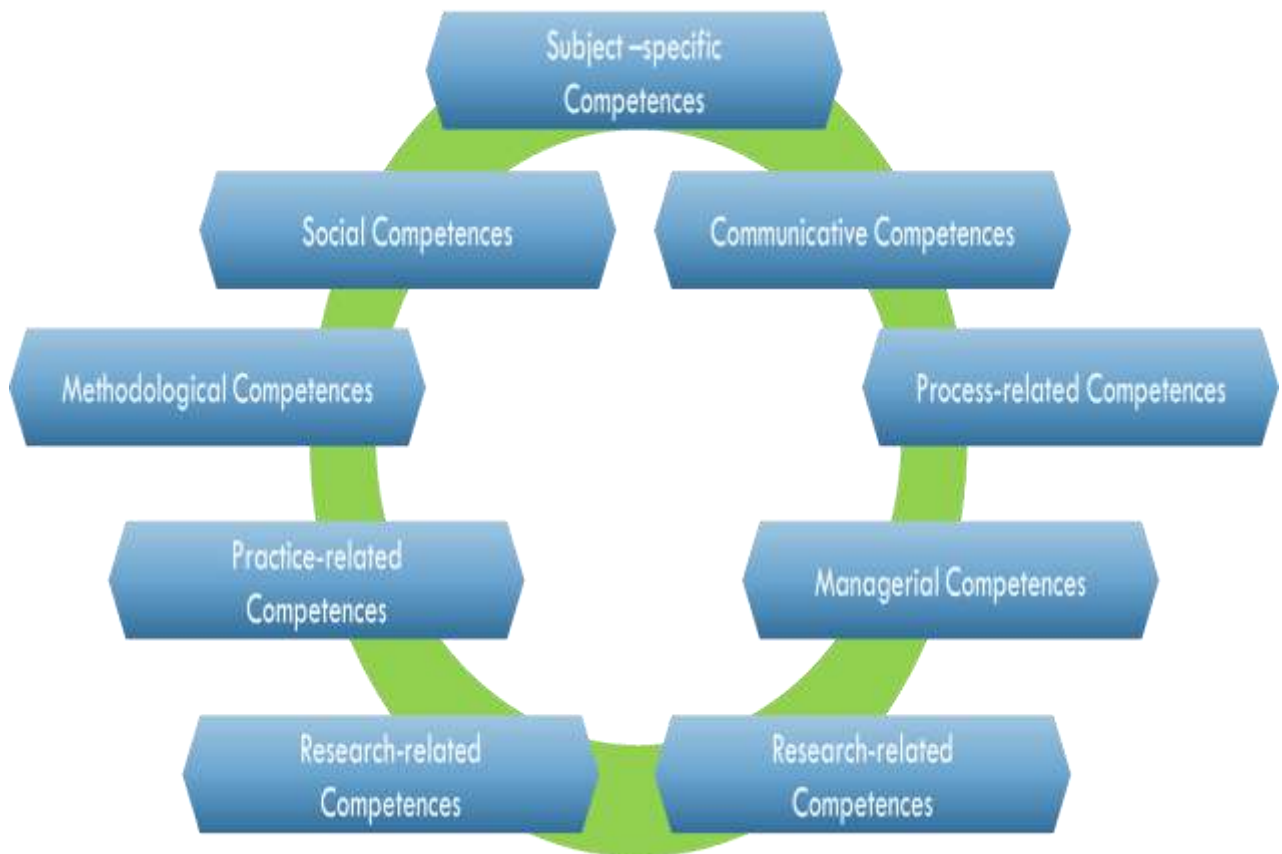 Subject –specific
Competences
Social Competences
Communicative Competences
Methodological Competences
Process-related Competences
Practice-related
Competences
Managerial Competences
Research-related
Competences
Research-related
Competences